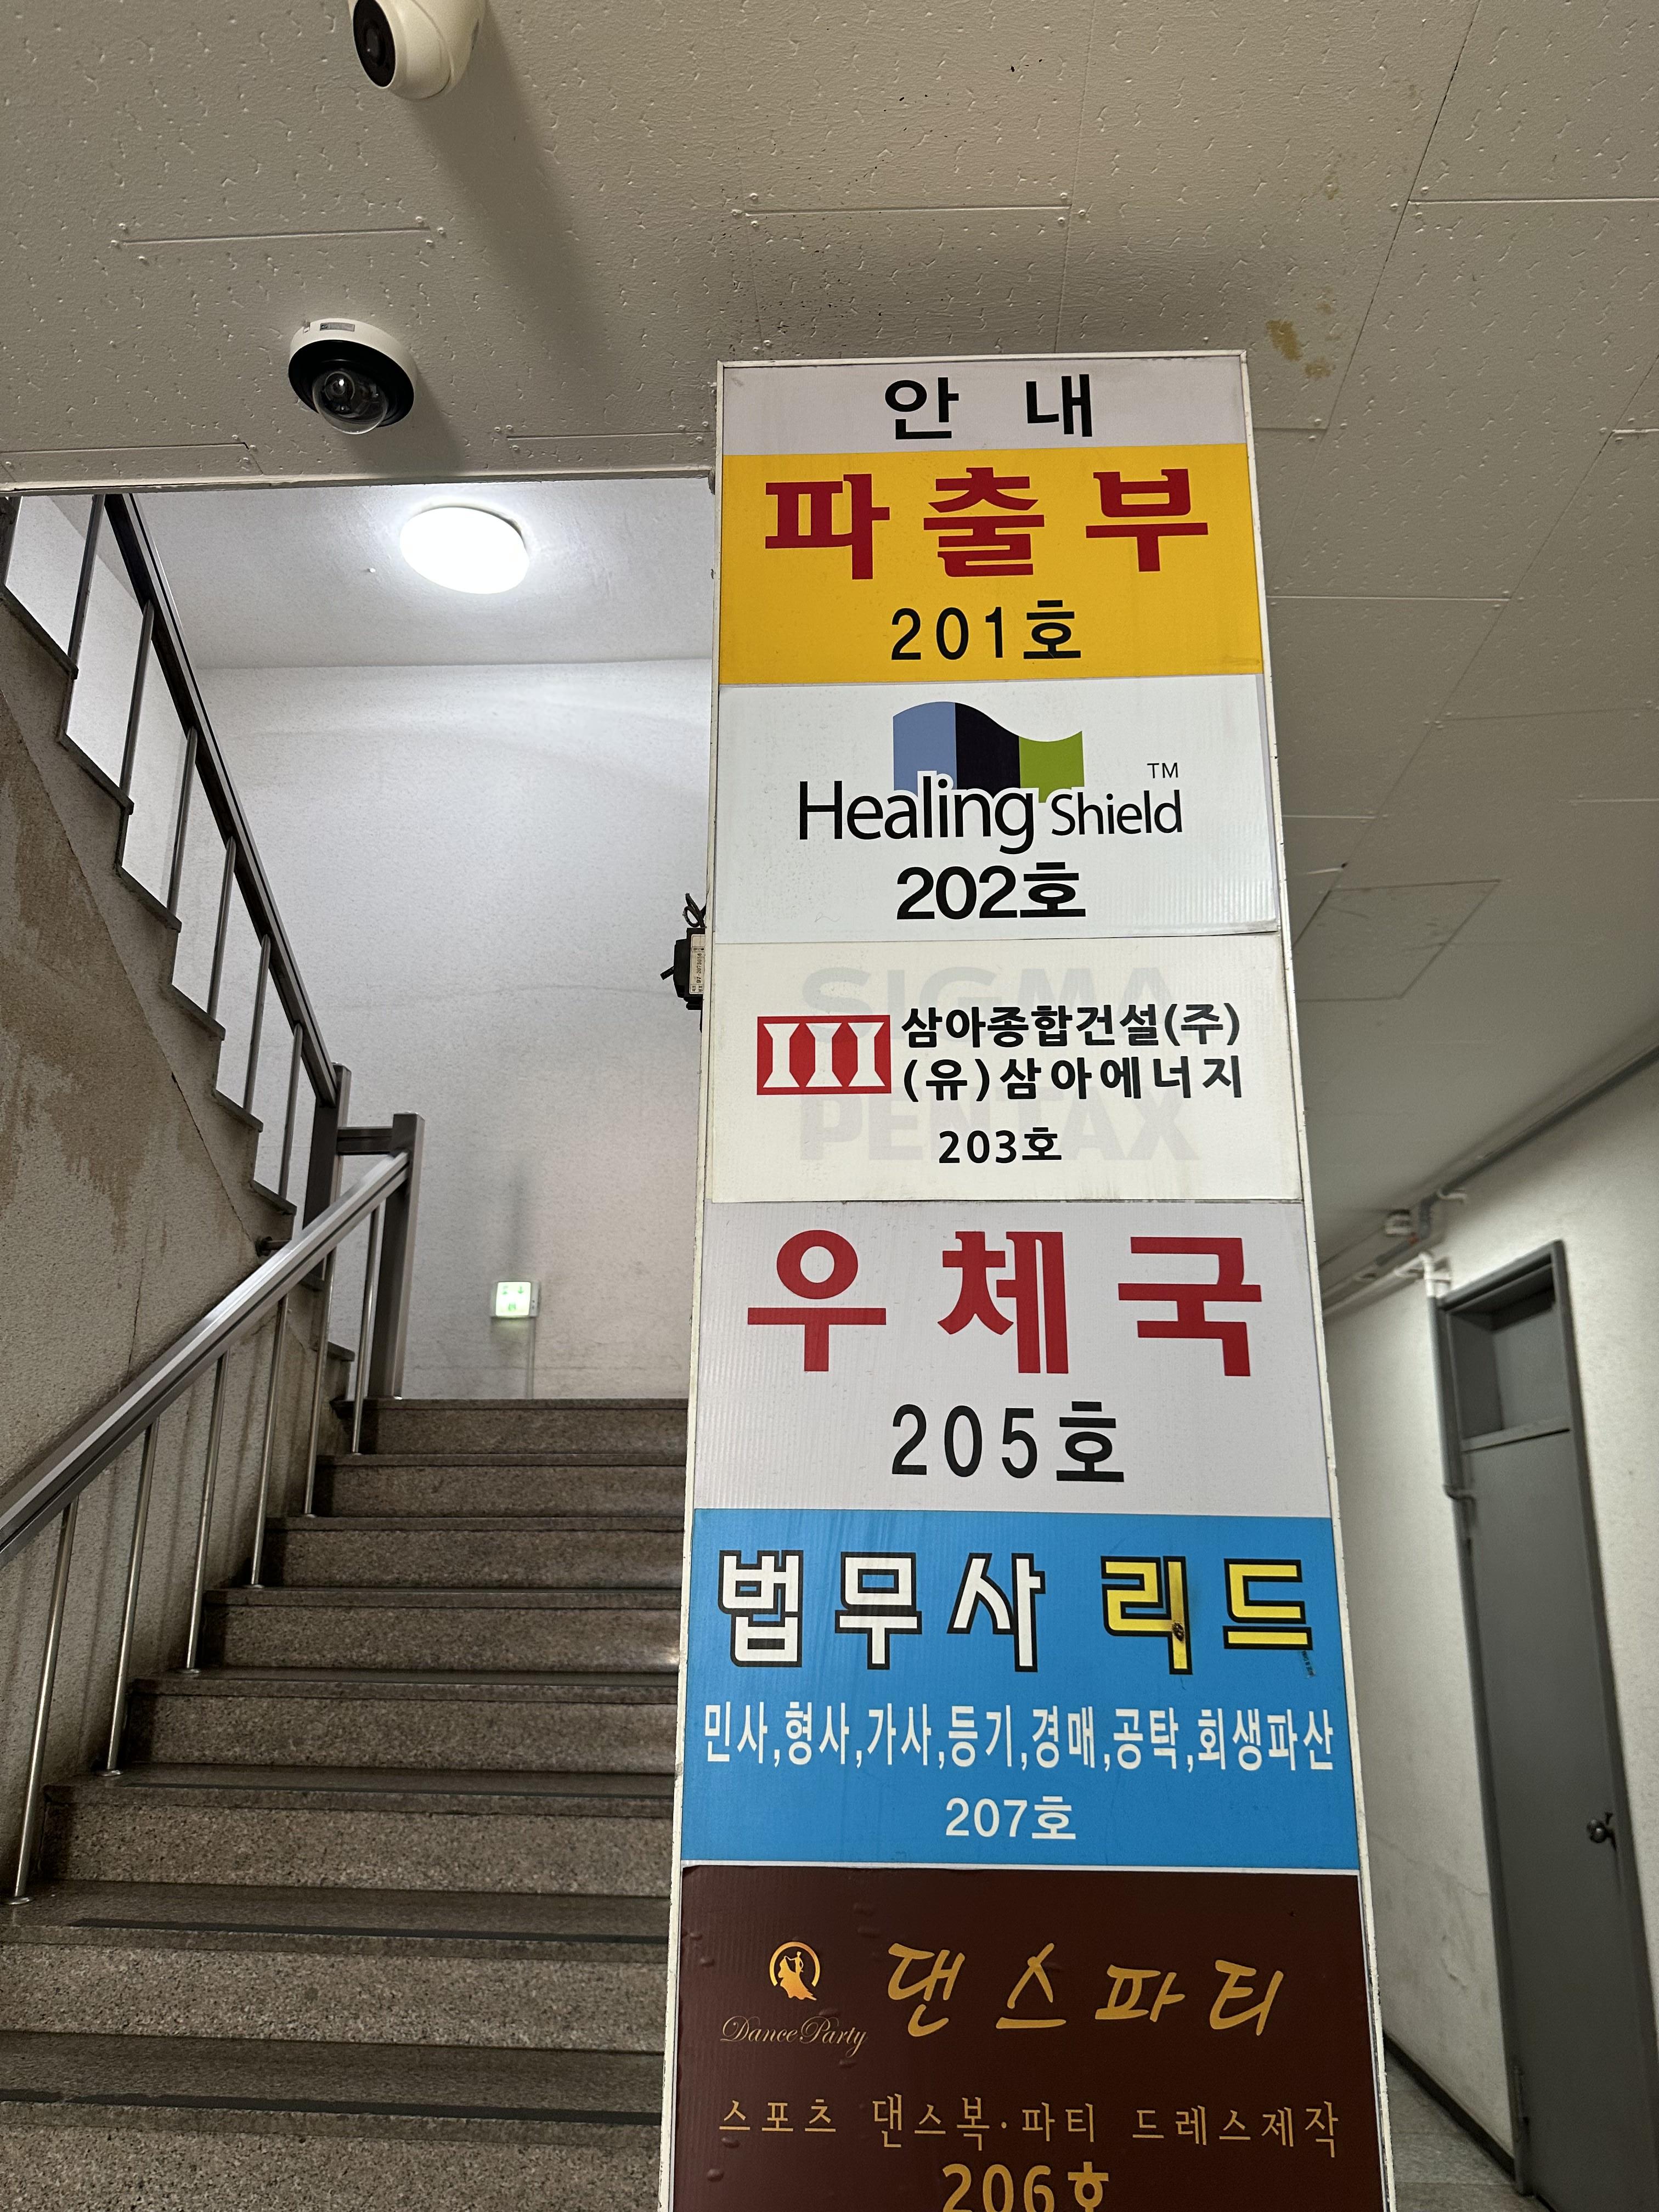 안 내
파출부
201호
Healing Shield TM
202호
SIGMA
삼아종합건설(주)
(유)삼아에너지
PENTAX
203호
우체국
205호
법무사 리드
민사,형사,가사,등기,경매,공탁,회생파산
207호
댄스파티
Dance Party
스포츠 댄스복·파티 드레스제작
206호